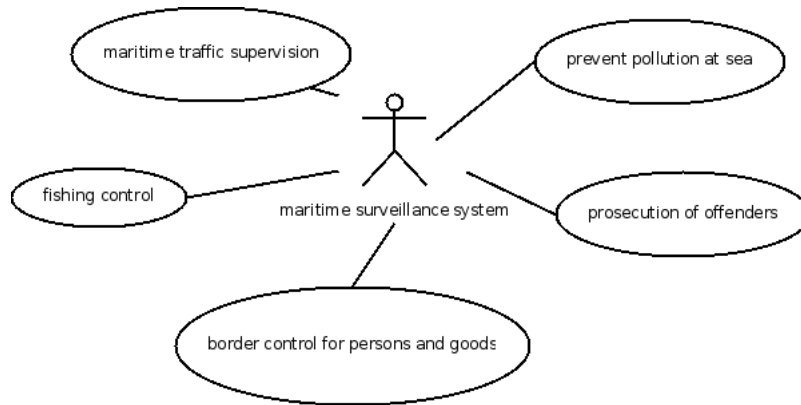 maritime traffic supervision
prevent pollution at sea
fishing control
maritime surveillance system
prosecution of offenders
border control for persons and goods